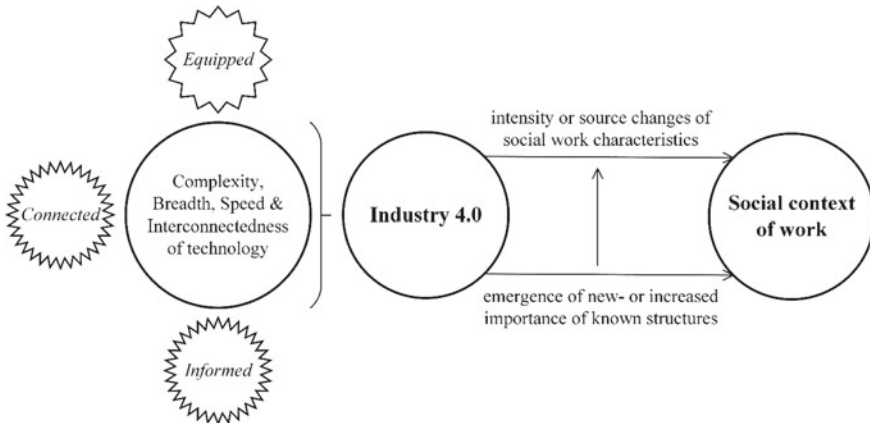 Equipped
Connected
Complexity,
Breadth, Speed &
Interconnectedness
of technology
Informed
Industry 4.0
intensity or source changes of
social work characteristics
emergence of new- or increased
importance of known structures
Social context
of work